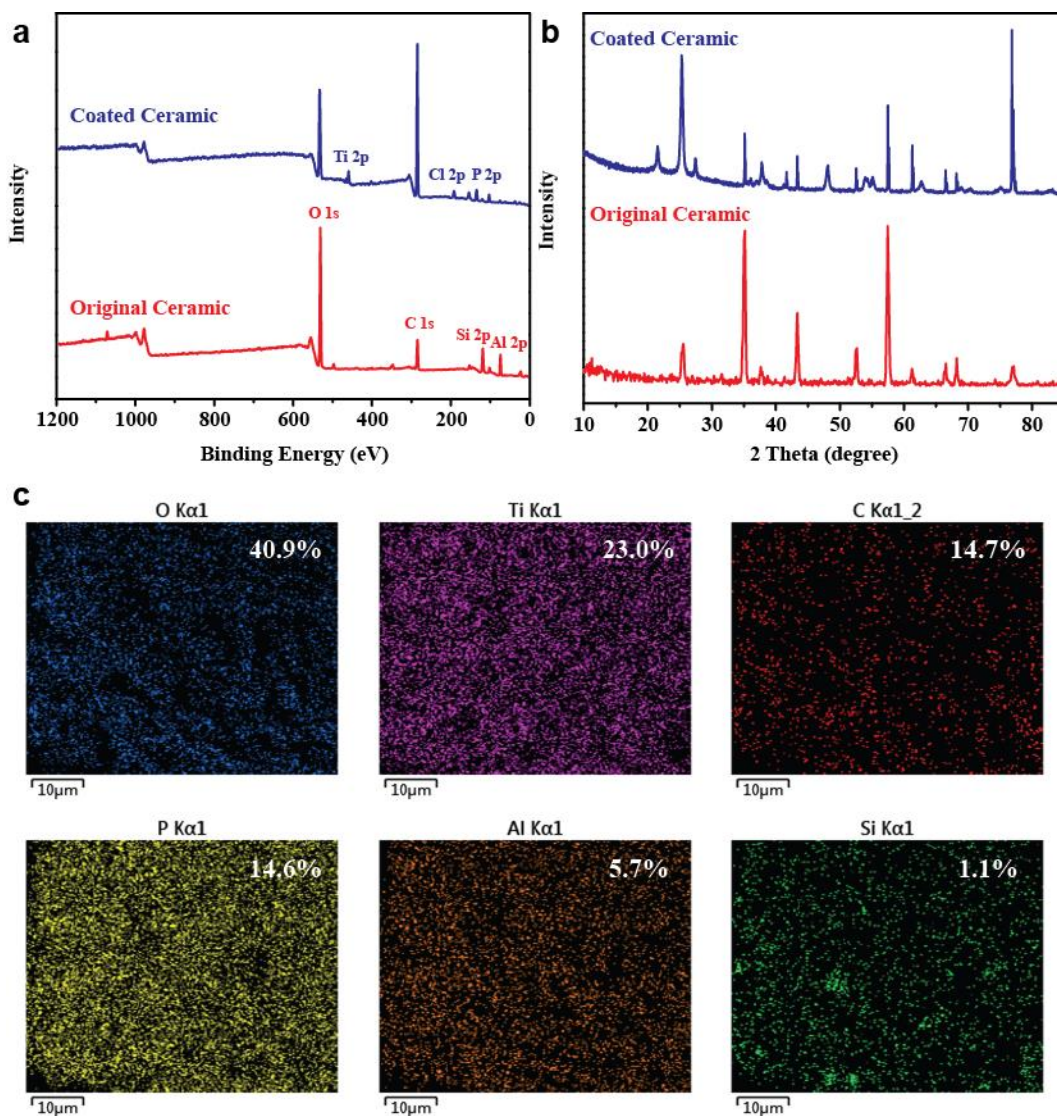 a
Coated Ceramic
Ti 2p
Cl 2p P 2p
O 1s
Original Ceramic
C 1s
Si 2p
Al 2p
Intensity
1200 1000 800 600 400 200 0
Binding Energy (eV)
b
Coated Ceramic
Original Ceramic
Intensity
10 20 30 40 50 60 70 80
2 Theta (degree)
c
O Kα1
40.9%
10μm
Ti Kα1
23.0%
10μm
C Kα1_2
14.7%
10μm
P Kα1
14.6%
10μm
Al Kα1
5.7%
10μm
Si Kα1
1.1%
10μm